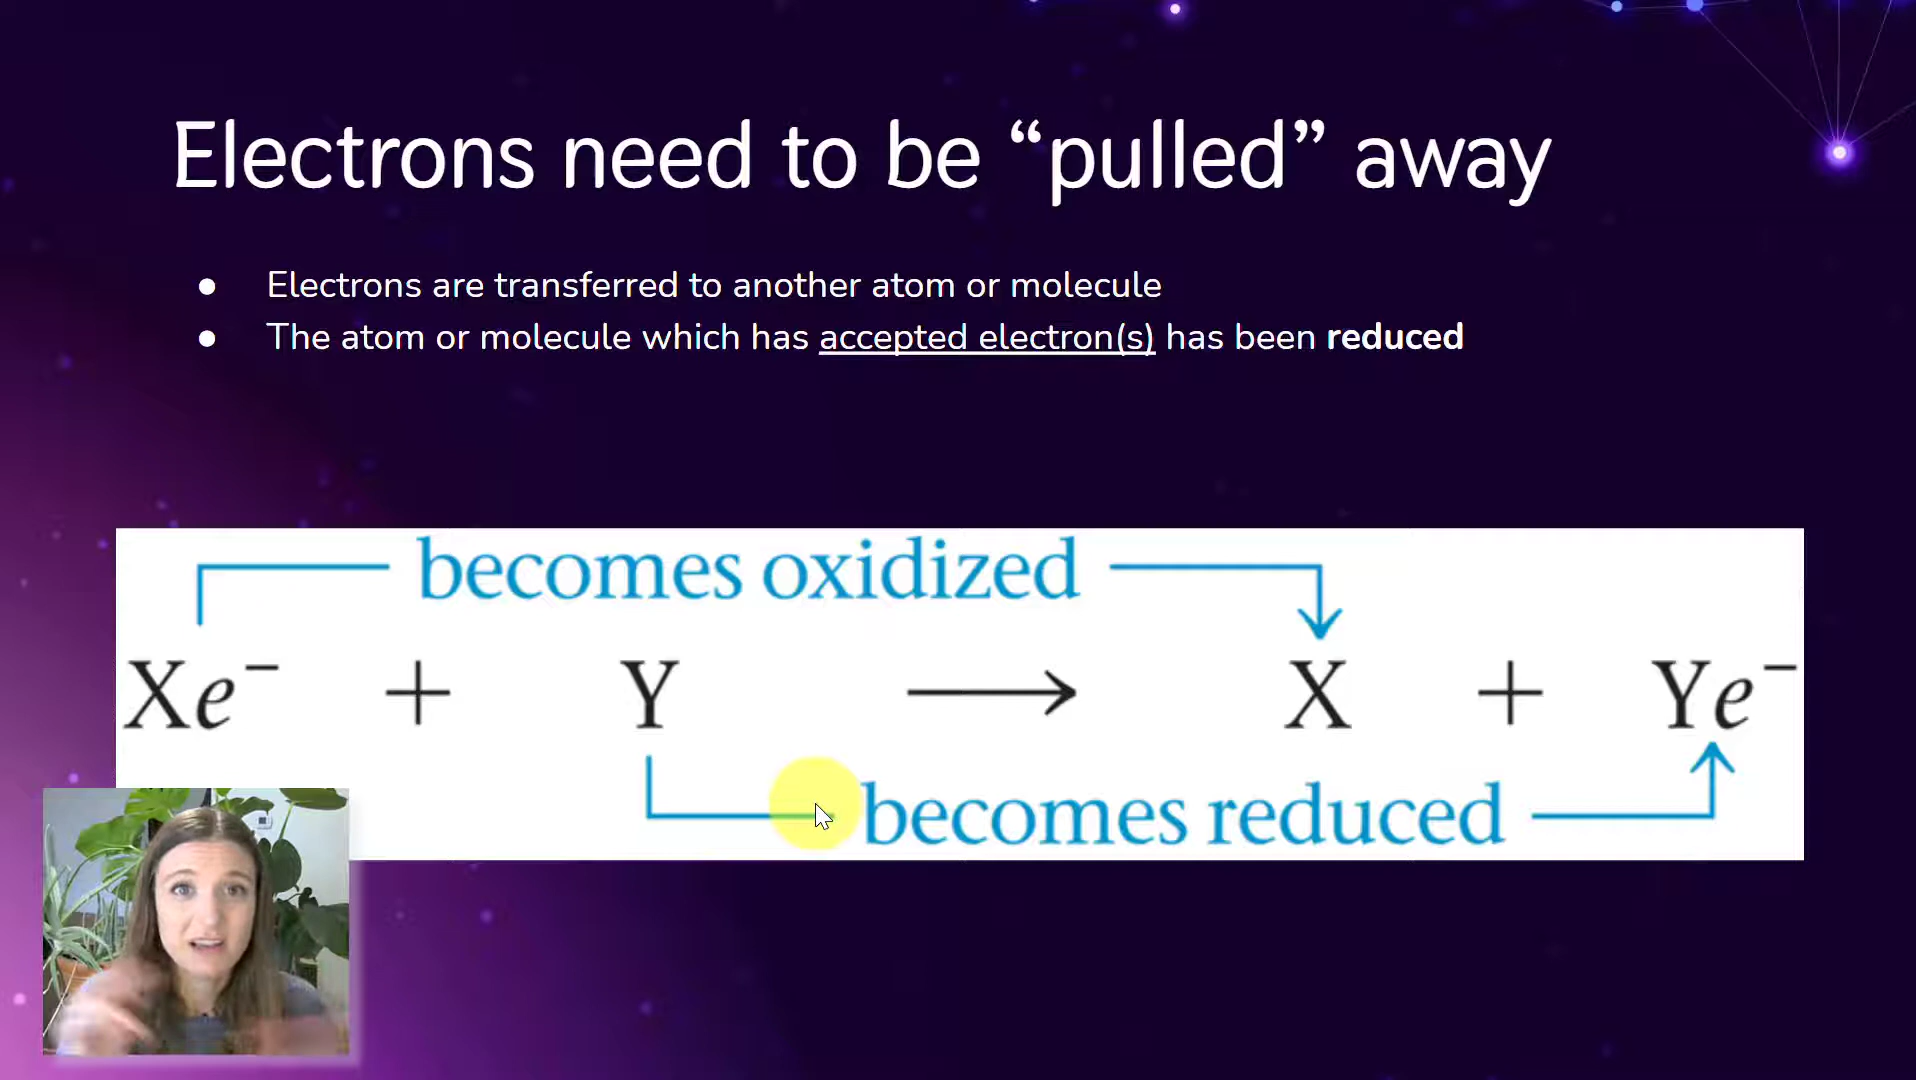 Electrons need to be “pulled” away
● Electrons are transferred to another atom or molecule
● The atom or molecule which has accepted electron(s) has been reduced
becomes oxidized
Xe⁻ + Y ⟶ X + Ye⁻
becomes reduced